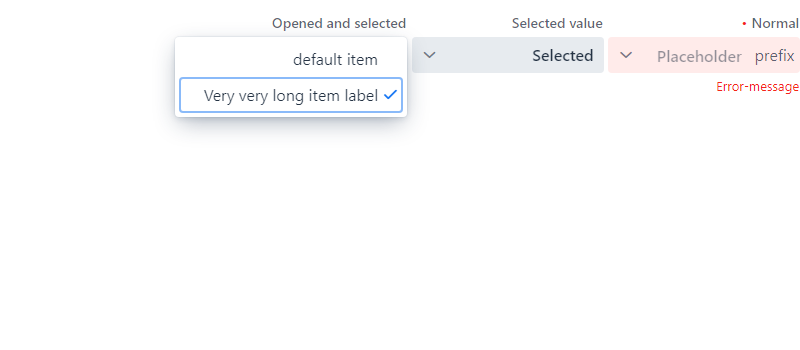 Opened and selected
default item
Very very long item label
Selected value
Selected
• Normal
Placeholder prefix
Error-message